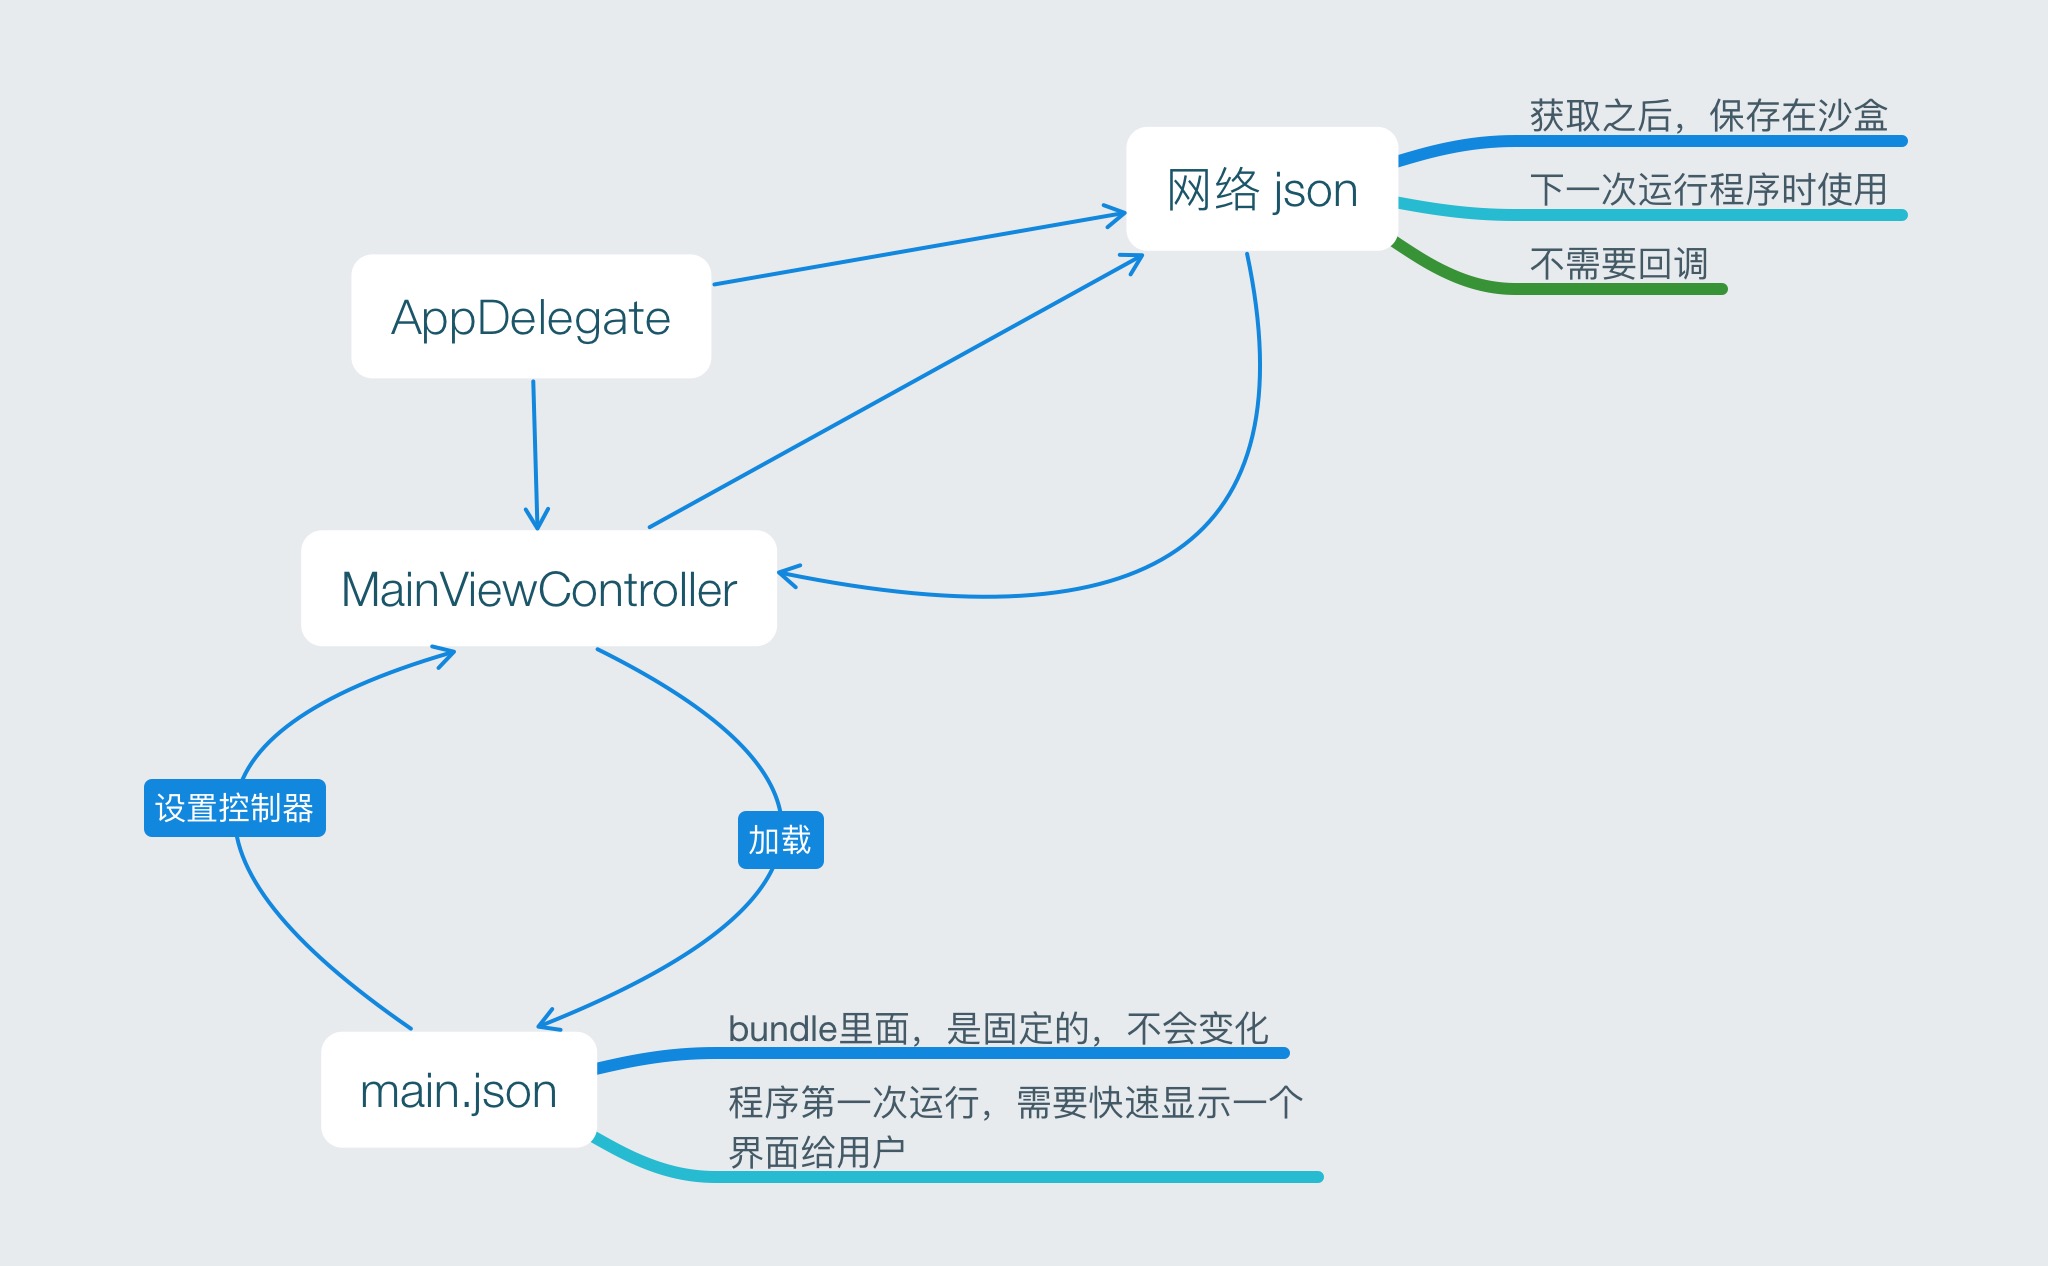 获取之后，保存在沙盒
网络 json
下一次运行程序时使用
不需要回调
AppDelegate
MainViewController
设置控制器
加载
bundle里面，是固定的，不会变化
main.json
程序第一次运行，需要快速显示一个
界面给用户